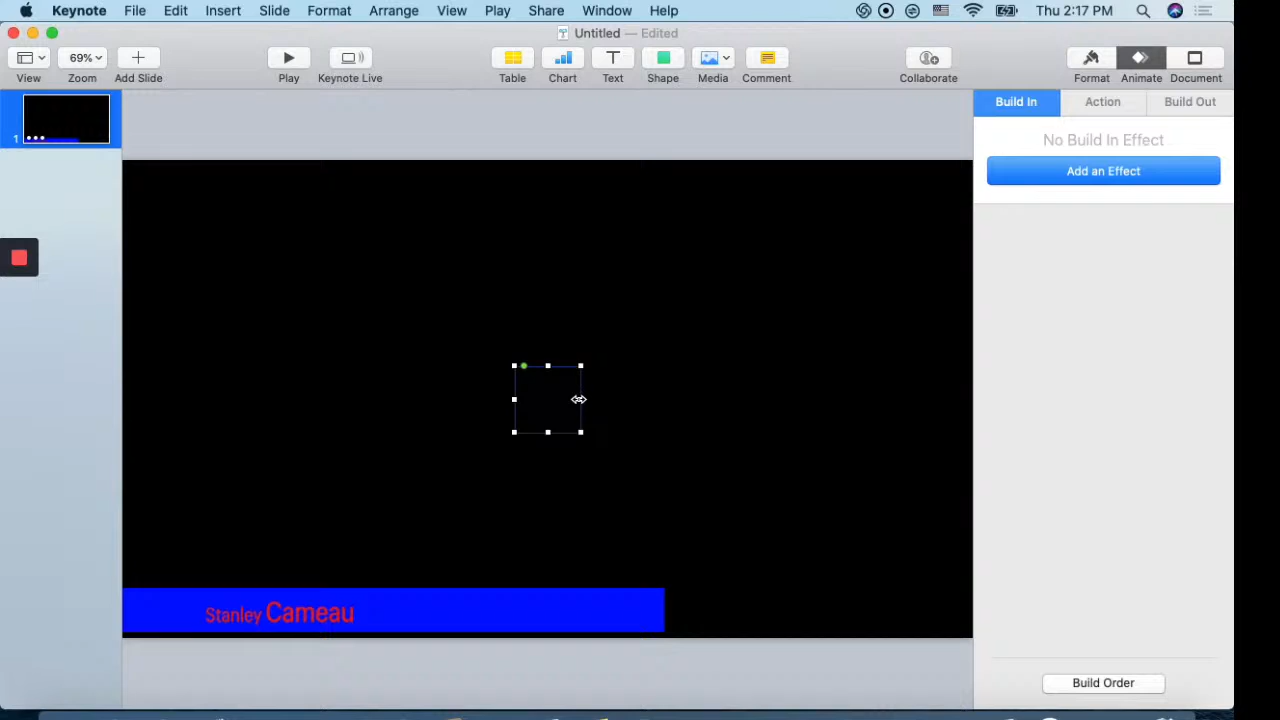 Keynote File Edit Insert Slide Format Arrange View Play Share Window Help Thu 2:17 PM
Untitled — Edited
69%
View Zoom Add Slide Play Keynote Live Table Chart Text Shape Media Comment Collaborate Format Animate Document
Build In Action Build Out
No Build In Effect
Add an Effect
1
Stanley Cameau
Build Order